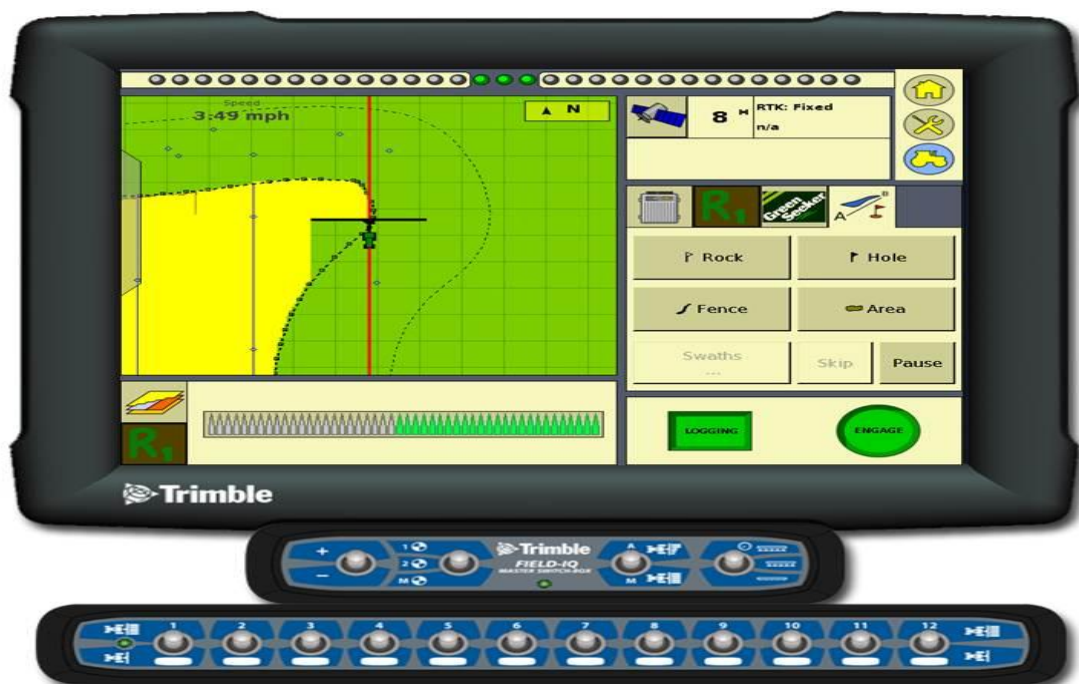 Speed
3.49 mph
N
8
RTK: Fixed
n/a
R1
Green Seeker
A
B
Rock
Hole
Fence
Area
Swaths
...
Skip
Pause
R1
LOGGING
ENGAGE
Trimble
+
−
1
2
M
Trimble
FIELD-IQ
MASTER SWITCH-BOX
A
M
1 2 3 4 5 6 7 8 9 10 11 12